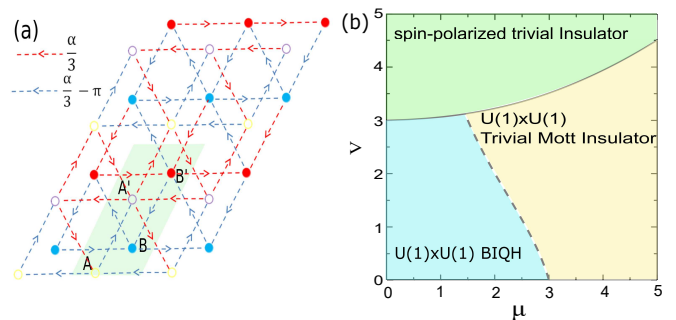 (a)
α/3
α/3 − π
A'
B'
A
B
(b)
5
4
3
2
1
0
ν
spin-polarized trivial Insulator
U(1)xU(1)
Trivial Mott Insulator
U(1)xU(1) BIQH
0 1 2 3 4 5
μ